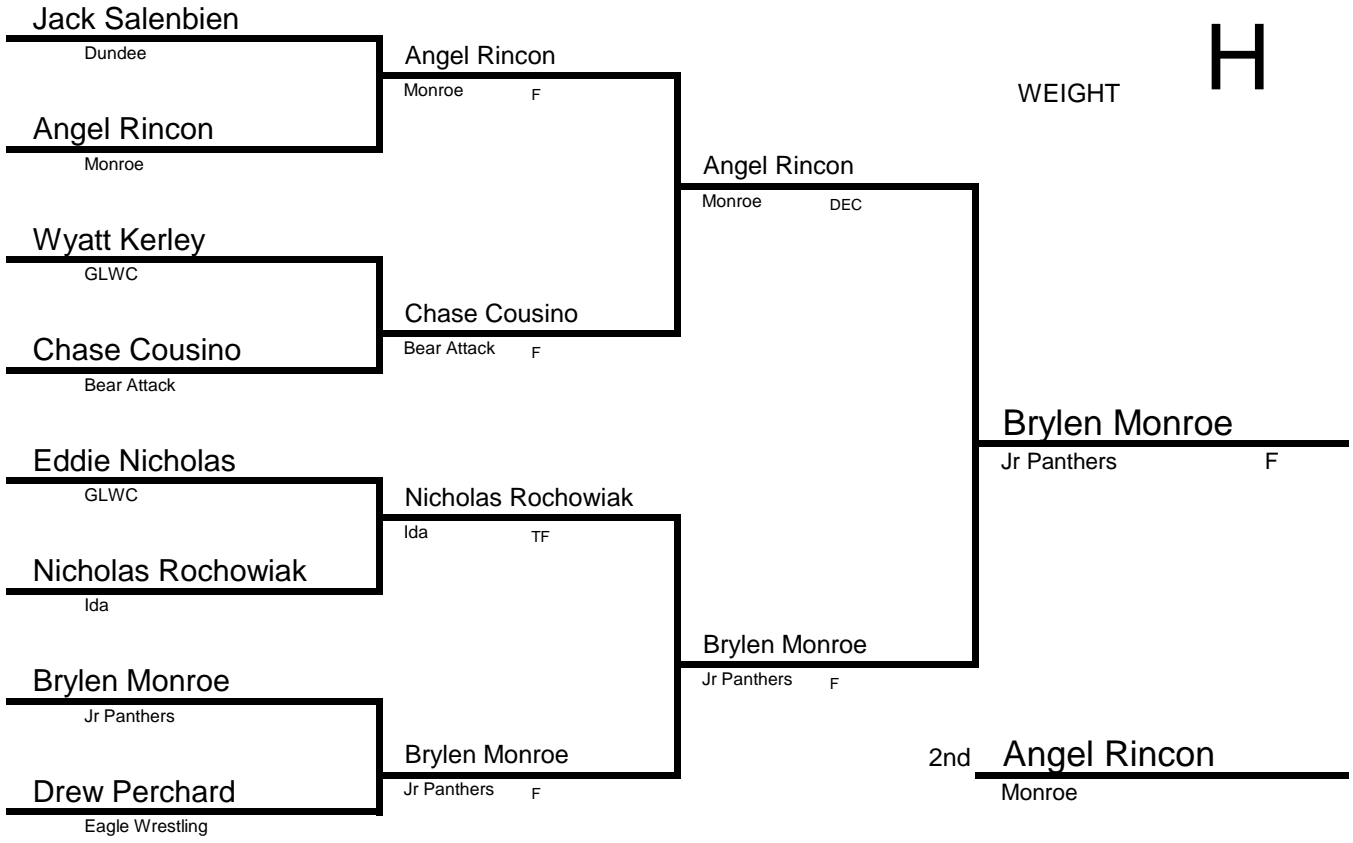 Jack Salenbien
Dundee
Angel Rincon
Monroe F
H
WEIGHT
Angel Rincon
Monroe
Angel Rincon
Monroe DEC
Wyatt Kerley
GLWC
Chase Cousino
Bear Attack F
Chase Cousino
Bear Attack
Brylen Monroe
Jr Panthers F
Eddie Nicholas
GLWC
Nicholas Rochowiak
Ida TF
Nicholas Rochowiak
Ida
Brylen Monroe
Jr Panthers F
Brylen Monroe
Jr Panthers
Brylen Monroe
Jr Panthers F
2nd Angel Rincon
Monroe
Drew Perchard
Eagle Wrestling